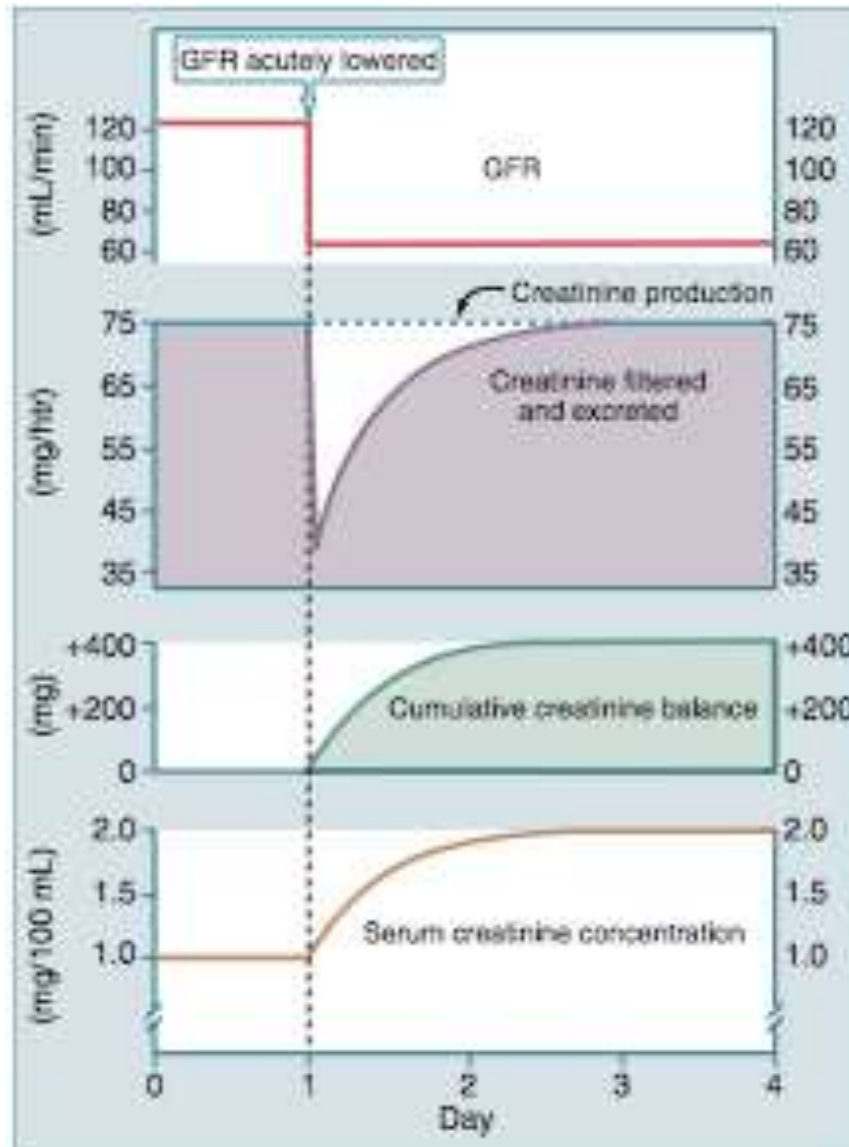 GFR acutely lowered
(mL/min)
120
100
80
60
GFR
120
100
80
60
Creatinine production
(mg/hr)
75
65
55
45
35
Creatinine filtered
and excreted
75
65
55
45
35
(mg)
+400
+200
0
Cumulative creatinine balance
+400
+200
0
(mg/100 mL)
2.0
1.5
1.0
Serum creatinine concentration
2.0
1.5
1.0
0 1 2 3 4
Day